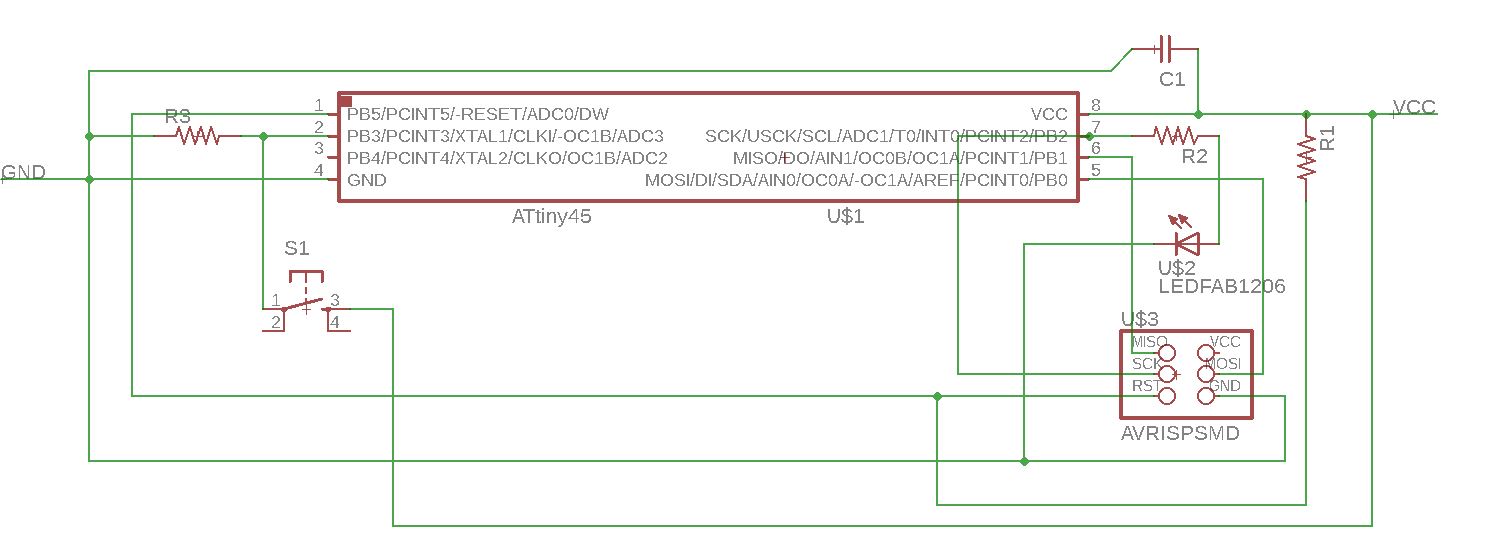 C1
VCC
GND
R3
1
2
3
4
PB5/PCINT5/-RESET/ADC0/DW
PB3/PCINT3/XTAL1/CLKI/-OC1B/ADC3
PB4/PCINT4/XTAL2/CLKO/OC1B/ADC2
GND
VCC
SCK/USCK/SCL/ADC1/T0/INT0/PCINT2/PB2
MISO/DO/AIN1/OC0B/OC1A/PCINT1/PB1
MOSI/DI/SDA/AIN0/OC0A/-OC1A/AREF/PCINT0/PB0
8
7
6
5
R2
R1
ATtiny45
U$1
S1
1
2
3
4
U$2
LEDFAB1206
U$3
MISO VCC
SCK MOSI
RST GND
AVRISPSMD